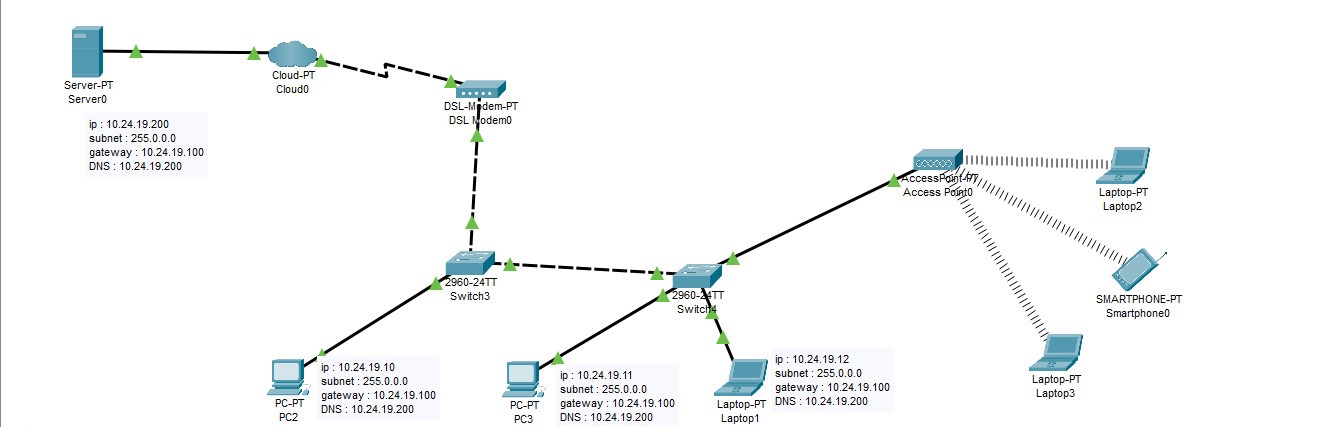 Server-PT
Server0
ip : 10.24.19.200
subnet : 255.0.0.0
gateway : 10.24.19.100
DNS : 10.24.19.200
Cloud-PT
Cloud0
DSL-Modem-PT
DSL Modem0
AccessPoint-PT
Access Point0
Laptop-PT
Laptop2
SMARTPHONE-PT
Smartphone0
Laptop-PT
Laptop3
2960-24TT
Switch3
2960-24TT
Switch4
PC-PT
PC2
ip : 10.24.19.10
subnet : 255.0.0.0
gateway : 10.24.19.100
DNS : 10.24.19.200
PC-PT
PC3
ip : 10.24.19.11
subnet : 255.0.0.0
gateway : 10.24.19.100
DNS : 10.24.19.200
Laptop-PT
Laptop1
ip : 10.24.19.12
subnet : 255.0.0.0
gateway : 10.24.19.100
DNS : 10.24.19.200